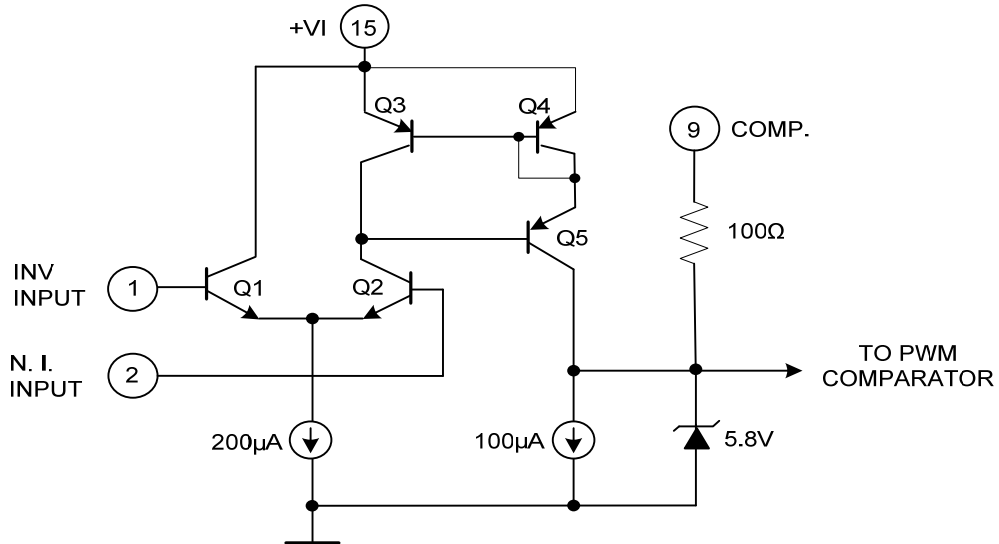 +VI
15
Q3
Q4
9
COMP.
100Ω
Q5
INV
INPUT
1
Q1
Q2
N. I.
INPUT
2
TO PWM
COMPARATOR
200µA
100µA
5.8V